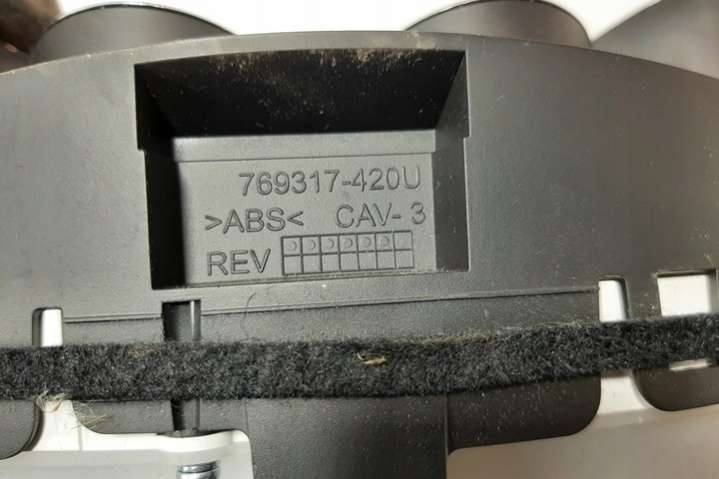 769317-420U
>ABS< CAV- 3
REV